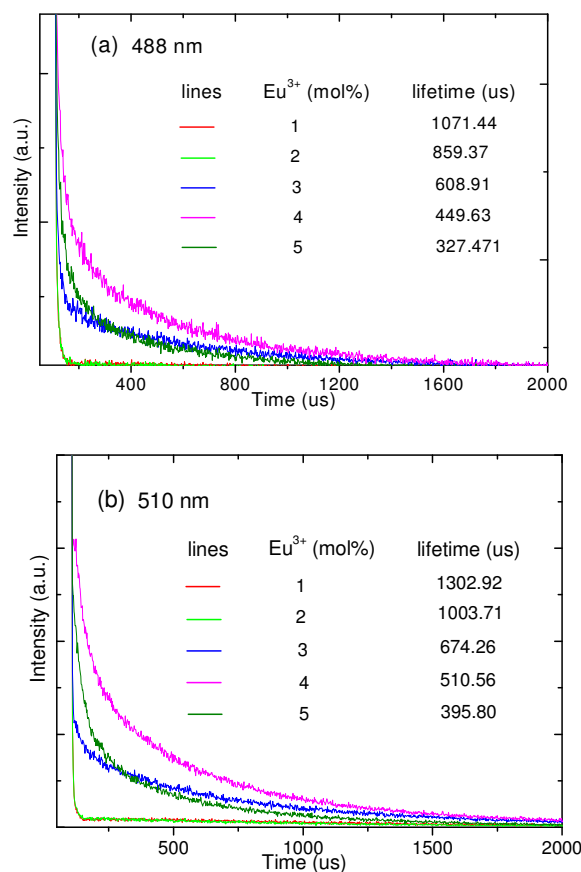 (a) 488 nm
lines Eu³⁺ (mol%) lifetime (us)
1 1071.44
2 859.37
3 608.91
4 449.63
5 327.471
Intensity (a.u.)
400 800 1200 1600 2000
Time (us)
(b) 510 nm
lines Eu³⁺ (mol%) lifetime (us)
1 1302.92
2 1003.71
3 674.26
4 510.56
5 395.80
Intensity (a.u.)
500 1000 1500 2000
Time (us)